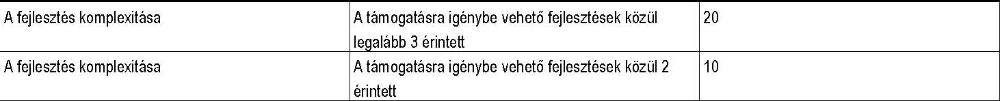 A fejlesztés komplexitása A támogatásra igénybe vehető fejlesztések közül 20
legalább 3 érintett
A fejlesztés komplexitása A támogatásra igénybe vehető fejlesztések közül 2 10
érintett